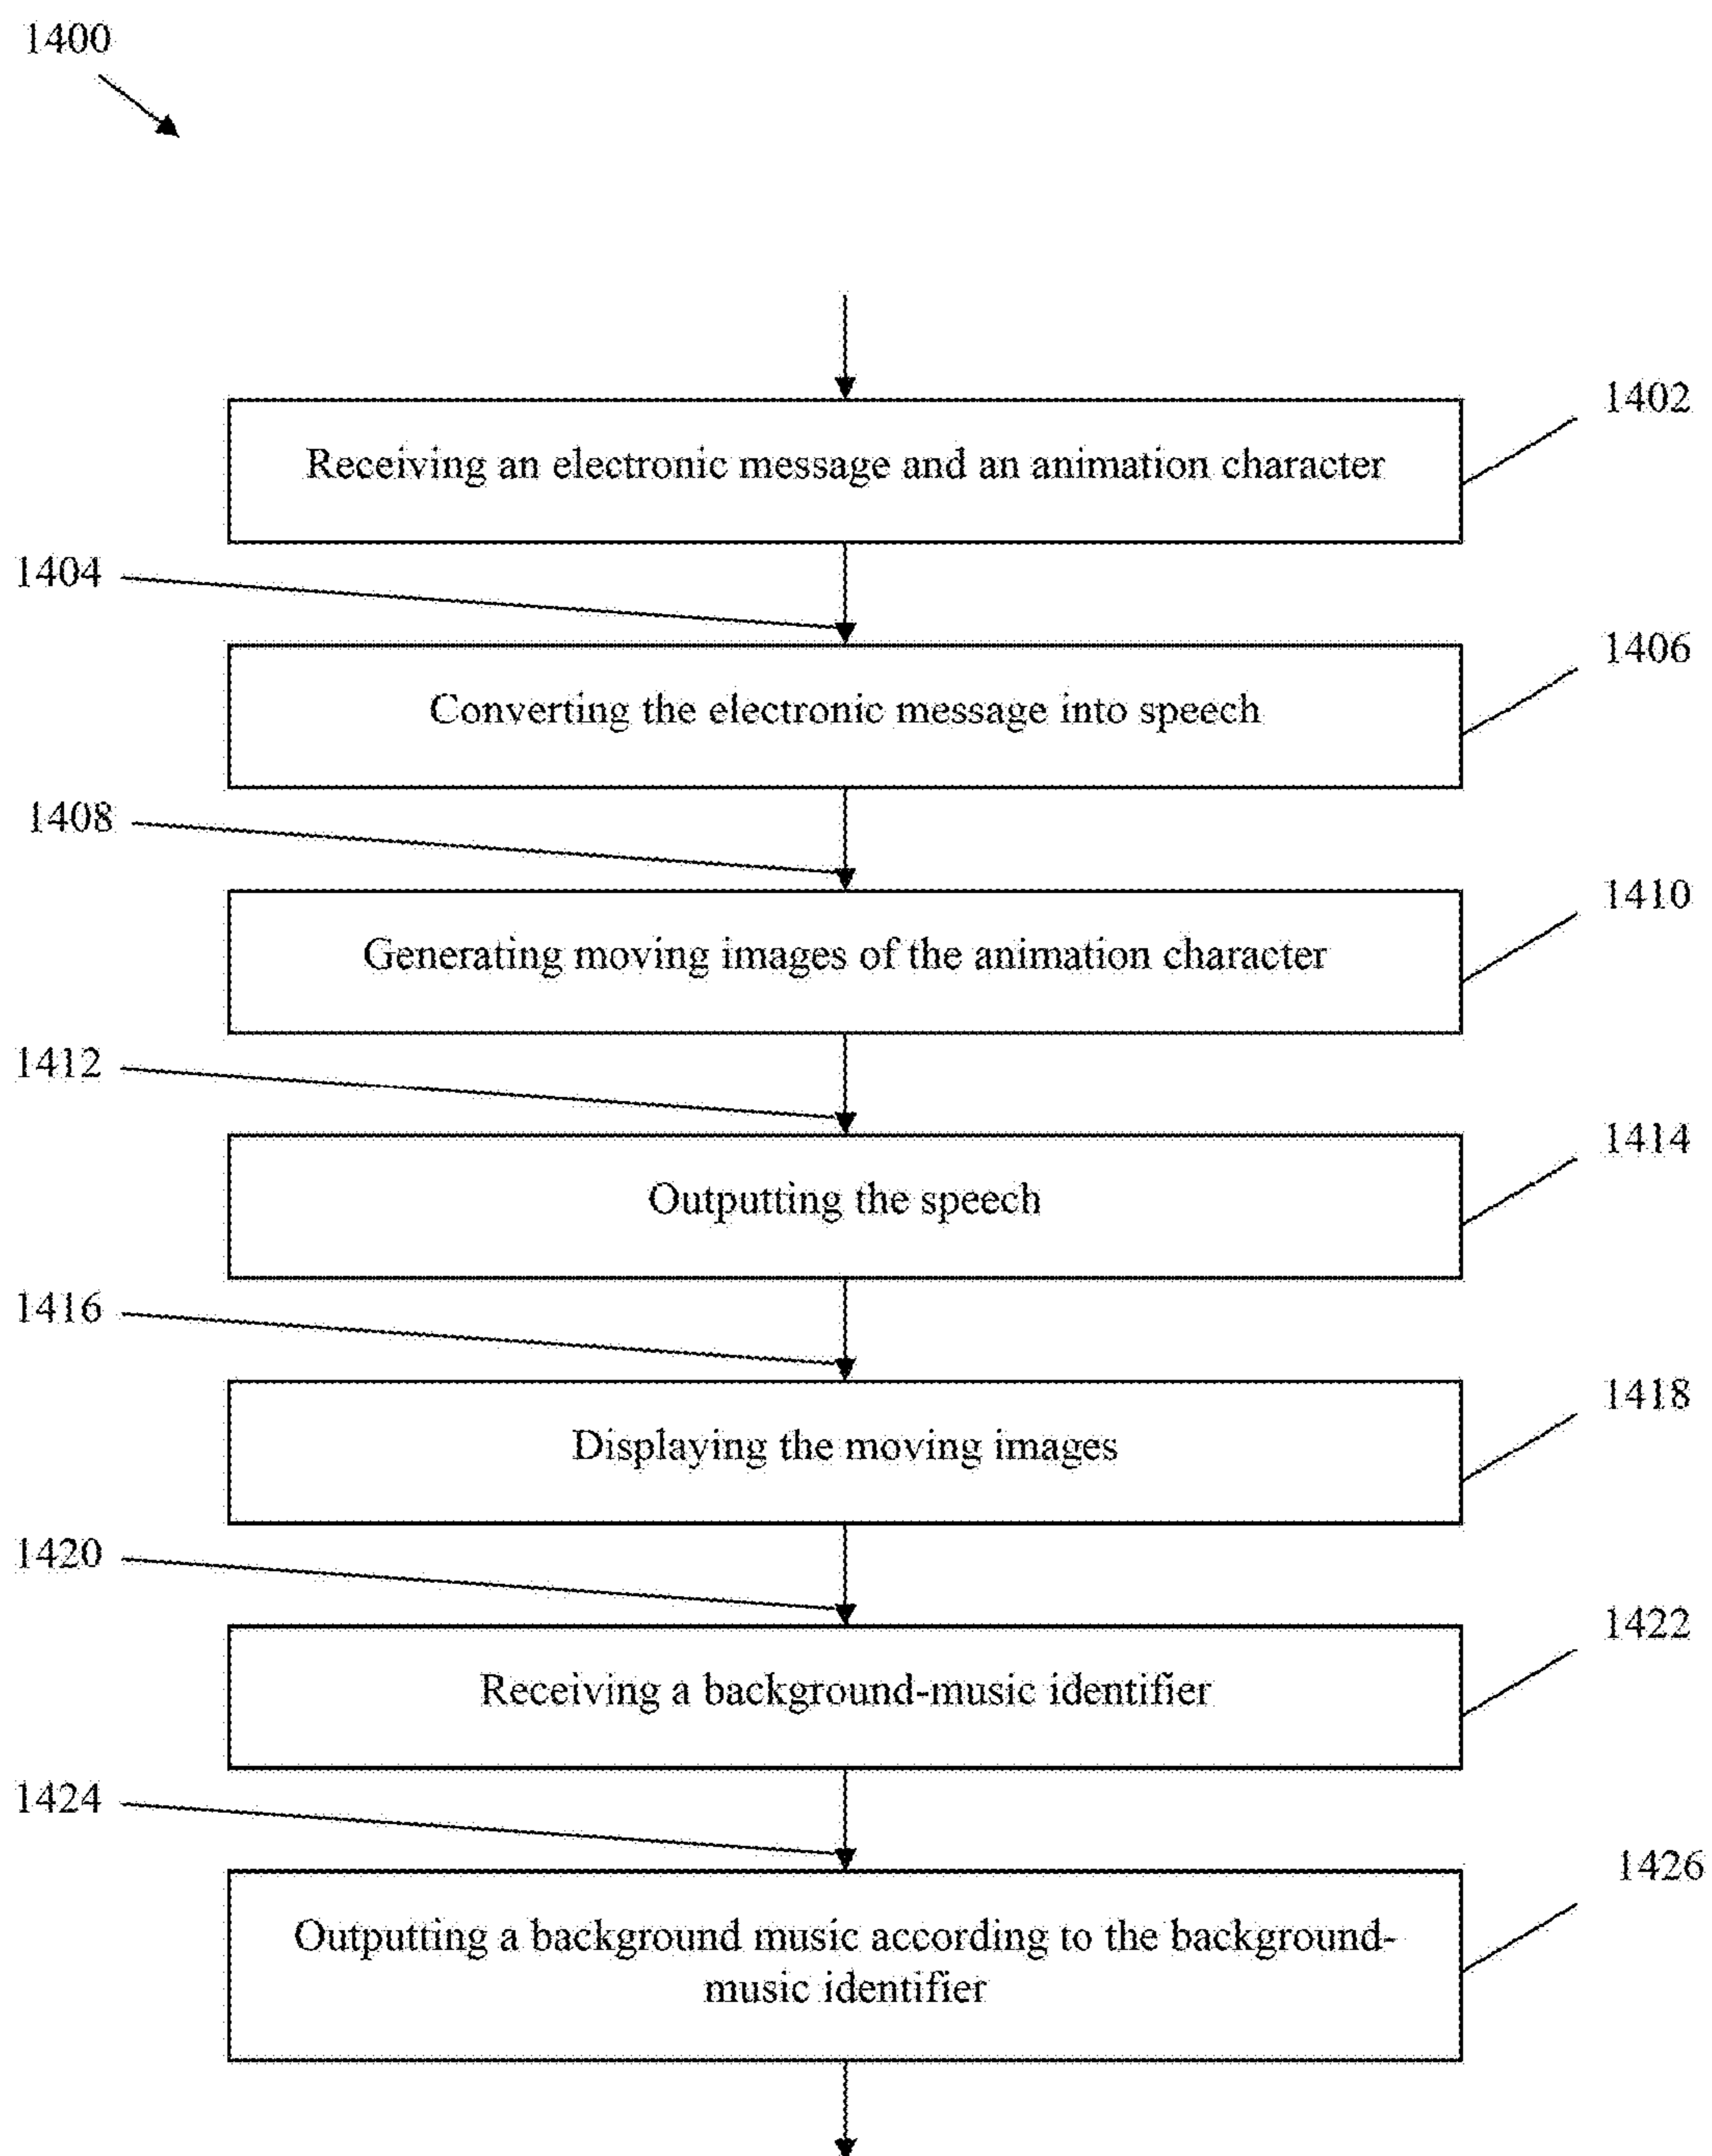 1400
1402
Receiving an electronic message and an animation character
1404
1406
Converting the electronic message into speech
1408
1410
Generating moving images of the animation character
1412
1414
Outputting the speech
1416
1418
Displaying the moving images
1420
1422
Receiving a background-music identifier
1424
1426
Outputting a background music according to the background-
music identifier